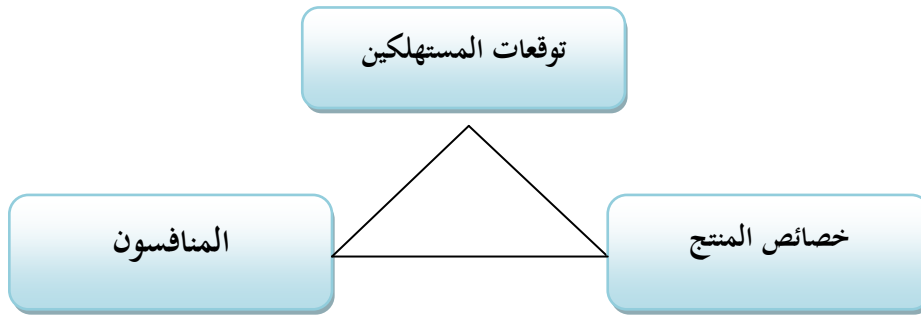 توقعات المستهلكين
خصائص المنتج
المنافسون